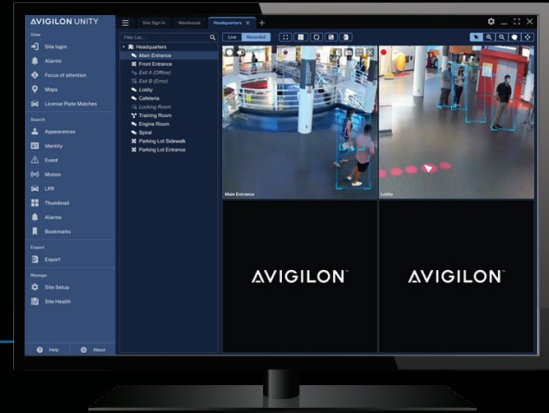 AVIGILON UNITY
View
Site login
Alarms
Focus of attention
Maps
License Plate Matches
Search
Appearances
Identity
Event
Motion
LPR
Thumbnail
Alarms
Bookmarks
Export
Export
Manage
Site Setup
Site Health
Help
About
Site Sign in
Warehouse
Headquarters
Filter List...
Live
Recorded
Headquarters
Main Entrance
Front Entrance
Exit A (Offline)
Exit B (Error)
Lobby
Cafeteria
Locking Room
Training Room
Engine Room
Spiral
Parking Lot Sidewalk
Parking Lot Entrance
Main Entrance
Lobby
AVIGILON
AVIGILON